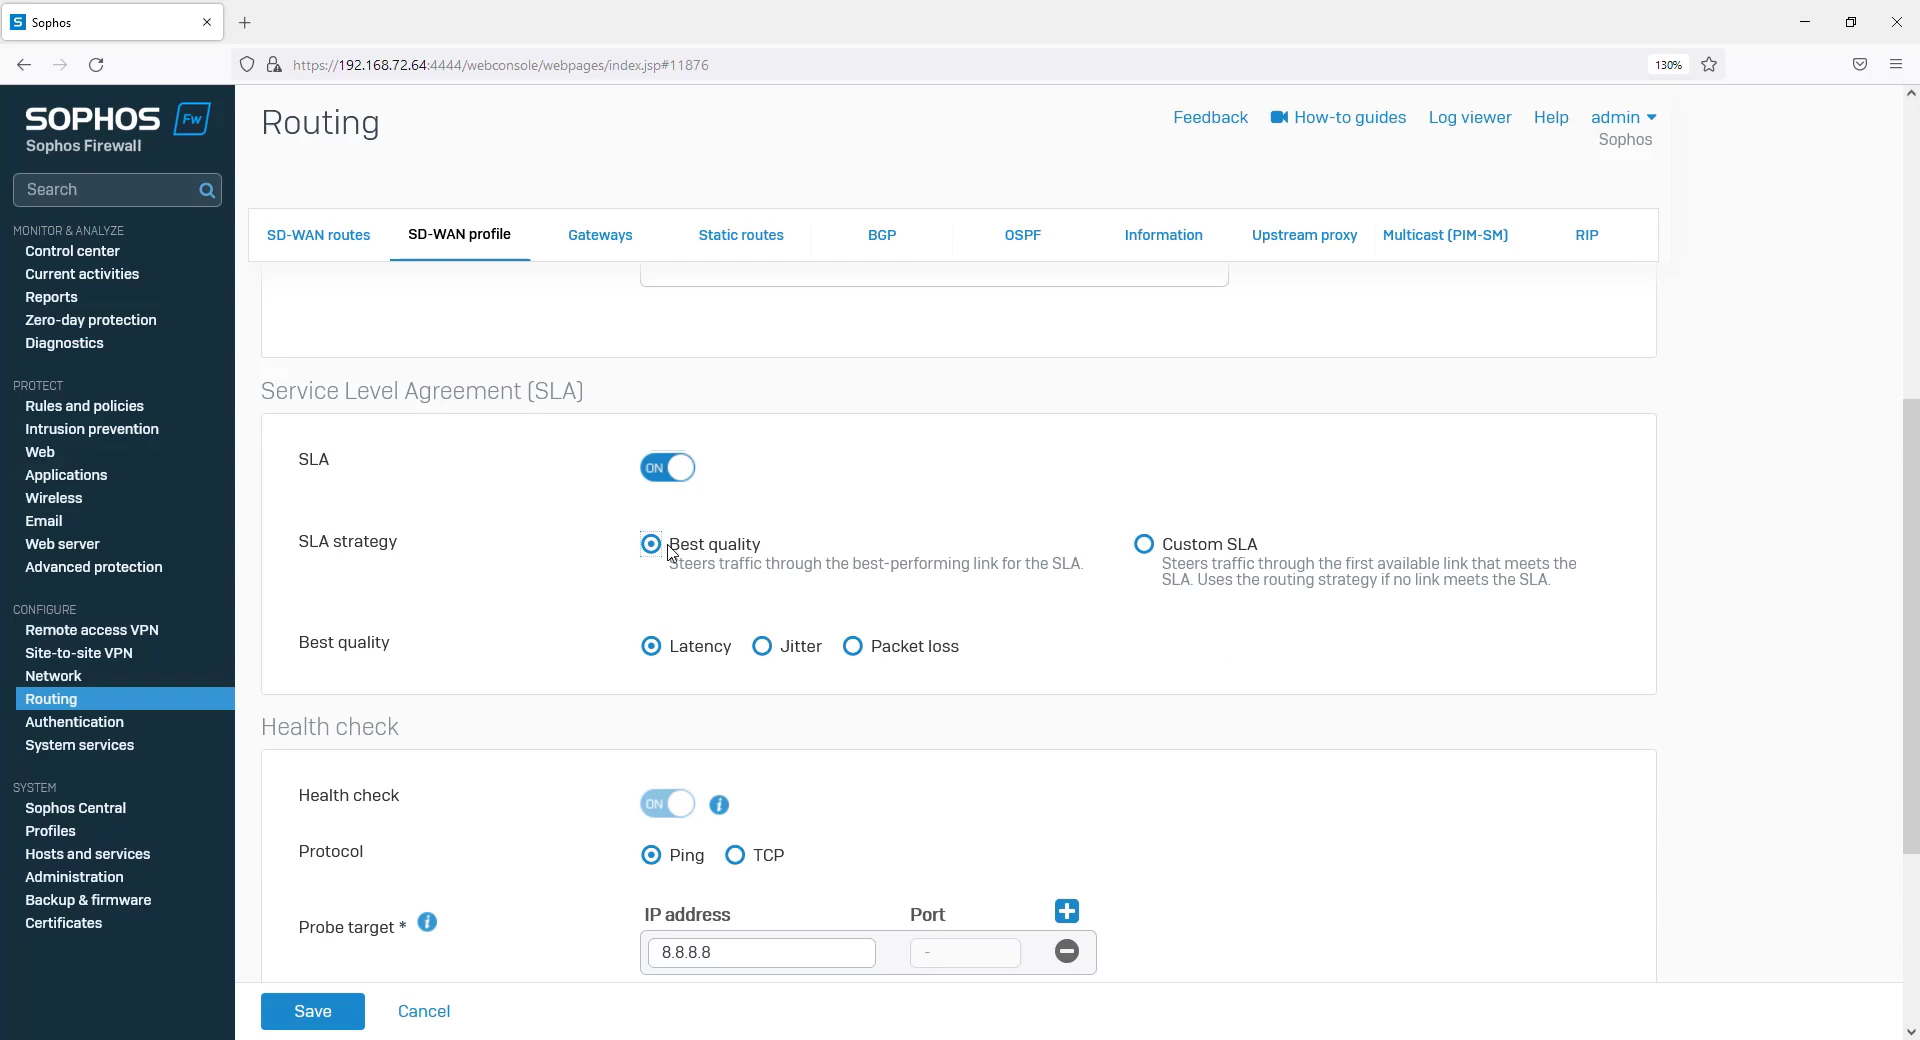 Sophos
https://192.168.72.64:4444/webconsole/webpages/index.jsp#11876
130%
SOPHOS Fw
Sophos Firewall
Search
MONITOR & ANALYZE
Control center
Current activities
Reports
Zero-day protection
Diagnostics
PROTECT
Rules and policies
Intrusion prevention
Web
Applications
Wireless
Email
Web server
Advanced protection
CONFIGURE
Remote access VPN
Site-to-site VPN
Network
Routing
Authentication
System services
SYSTEM
Sophos Central
Profiles
Hosts and services
Administration
Backup & firmware
Certificates
Routing
Feedback How-to guides Log viewer Help admin
Sophos
SD-WAN routes SD-WAN profile Gateways Static routes BGP OSPF Information Upstream proxy Multicast (PIM-SM) RIP
Service Level Agreement (SLA)
SLA ON
SLA strategy Best quality
Steers traffic through the best-performing link for the SLA.
Custom SLA
Steers traffic through the first available link that meets the
SLA. Uses the routing strategy if no link meets the SLA.
Best quality Latency Jitter Packet loss
Health check
Health check ON i
Protocol Ping TCP
IP address Port
Probe target * i
8.8.8.8 -
Save Cancel